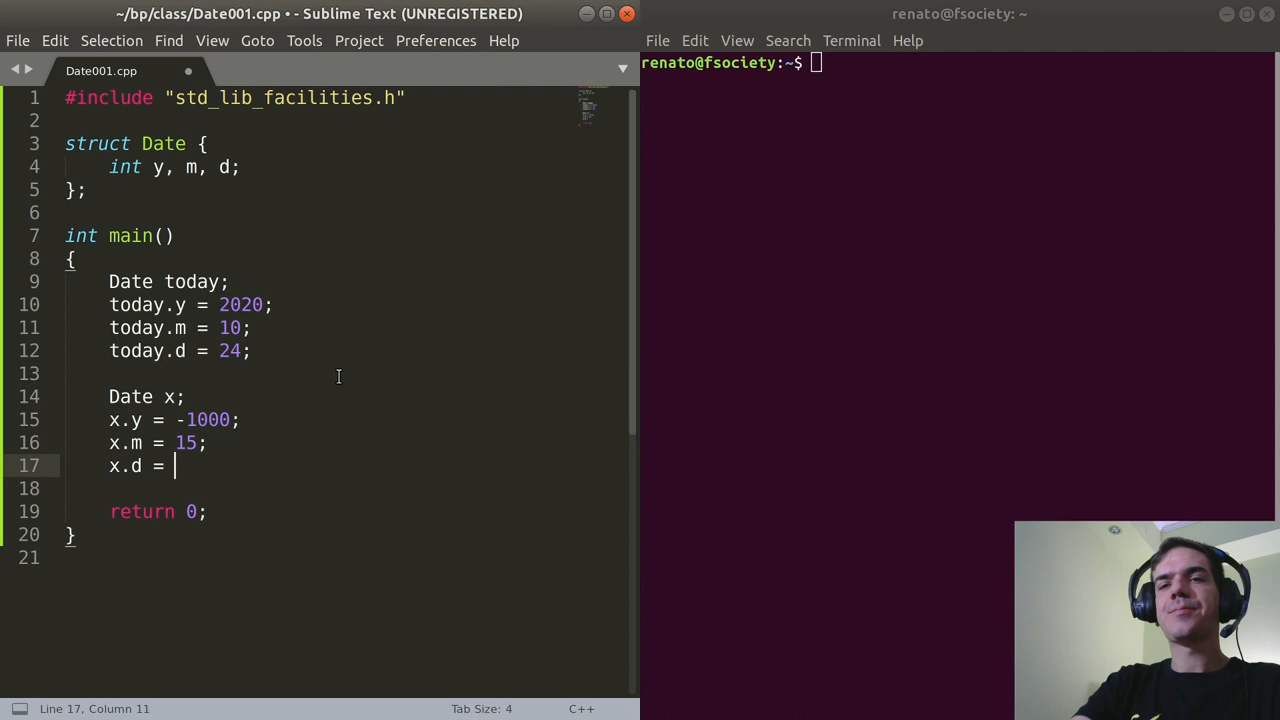 ~/bp/class/Date001.cpp • - Sublime Text (UNREGISTERED)
File Edit Selection Find View Goto Tools Project Preferences Help
Date001.cpp
1 #include "std_lib_facilities.h"
2
3 struct Date {
4 int y, m, d;
5 };
6
7 int main()
8 {
9 Date today;
10 today.y = 2020;
11 today.m = 10;
12 today.d = 24;
13
14 Date x;
15 x.y = -1000;
16 x.m = 15;
17 x.d =
18
19 return 0;
20 }
21
Line 17, Column 11 Tab Size: 4 C++
renato@fsociety: ~
File Edit View Search Terminal Help
renato@fsociety:~$